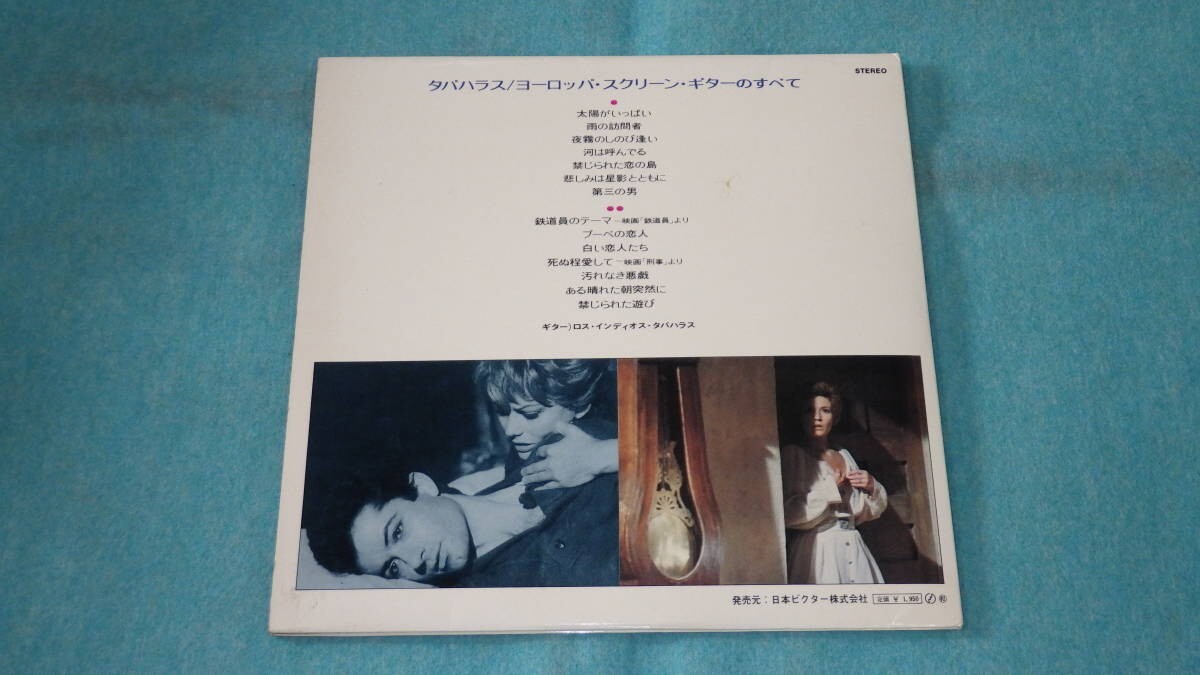 STEREO
タバハラス/ヨーロッパ・スクリーン・ギターのすべて
太陽がいっぱい
雨の訪問者
夜霧のしのび逢い
河は呼んでる
禁じられた恋の島
悲しみは星影とともに
第三の男
鉄道員のテーマ－映画「鉄道員」より
ブーベの恋人
白い恋人たち
死ぬ程愛して－映画「刑事」より
汚れなき悪戯
ある晴れた朝突然に
禁じられた遊び
ギター)ロス・インディオス・タバハラス
発売元：日本ビクター株式会社 定価 ¥ 1,950